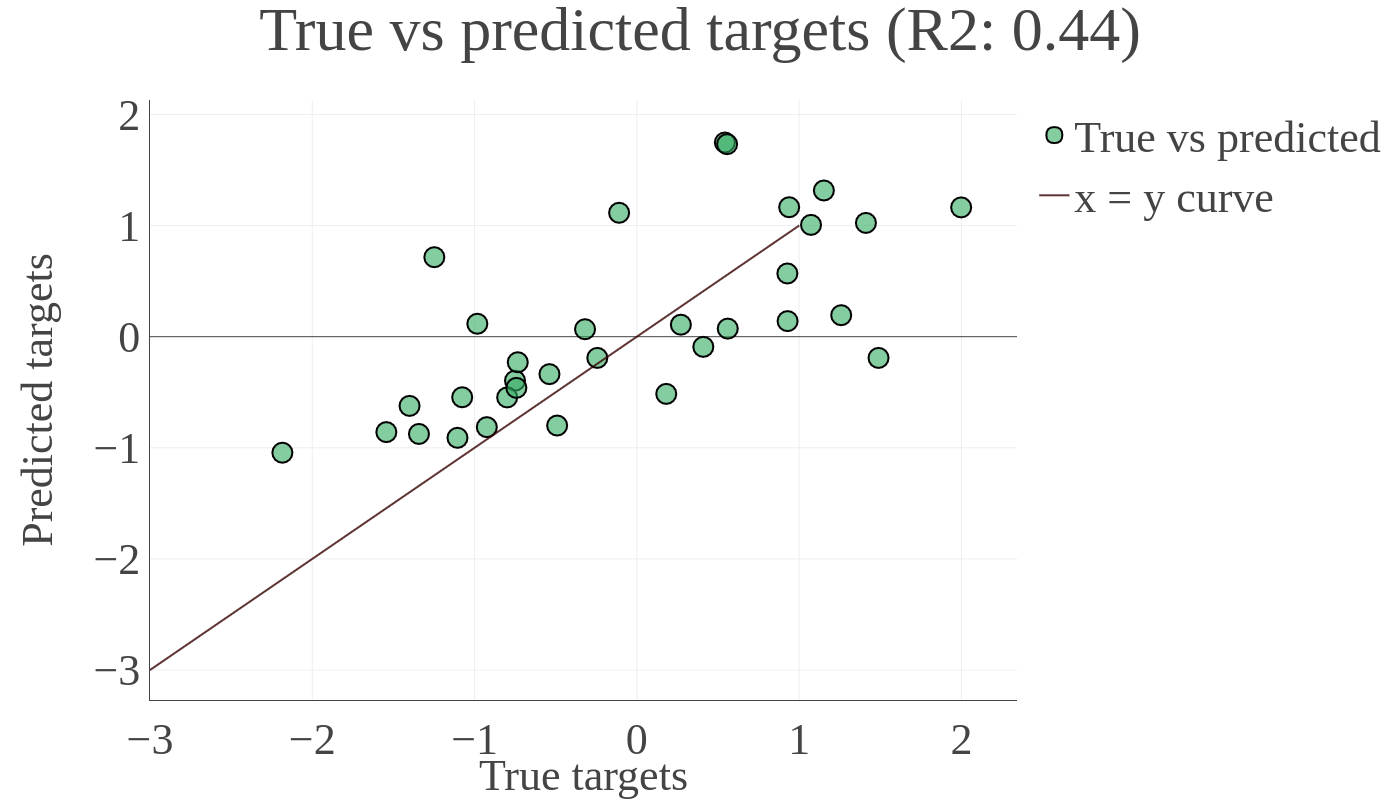 True vs predicted targets (R2: 0.44)
True vs predicted
x = y curve
Predicted targets
2
1
0
−1
−2
−3
−3 −2 −1 0 1 2
True targets